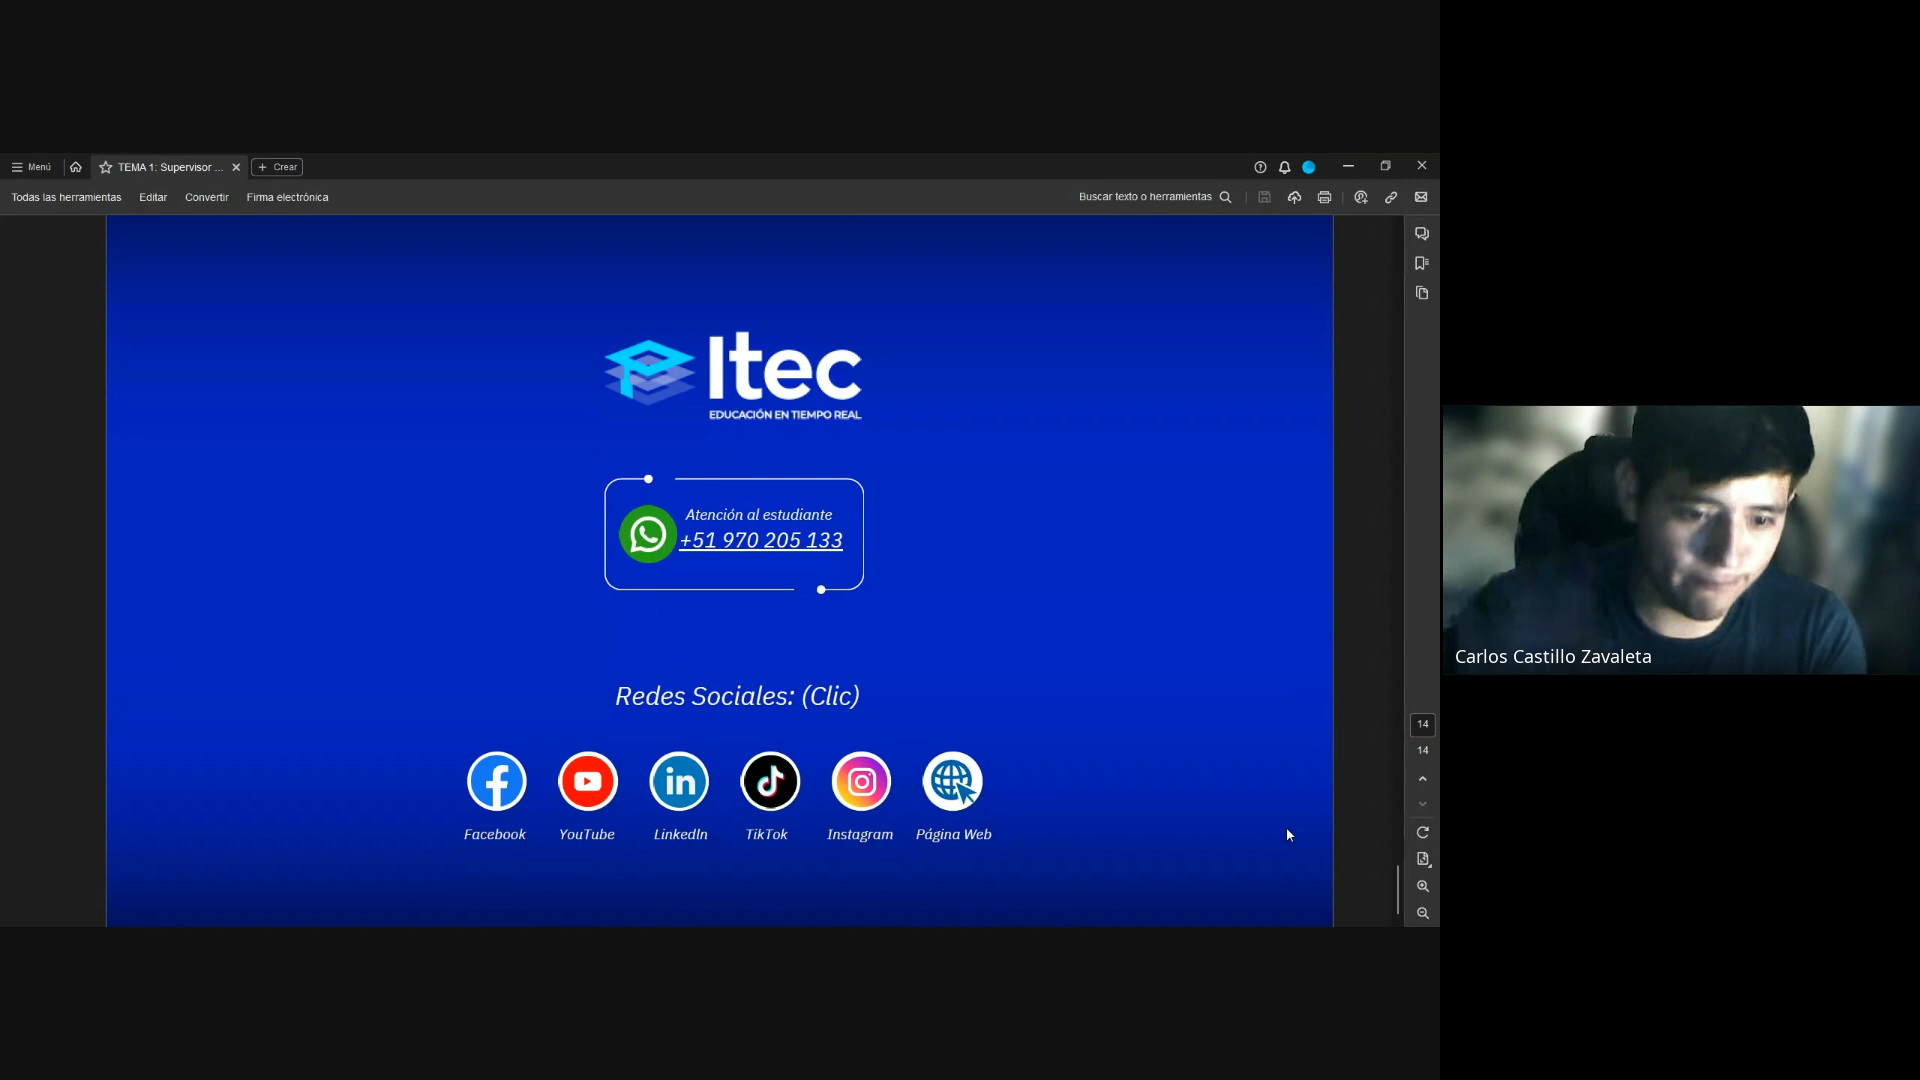 Menú
TEMA 1: Supervisor ...
Crear
Todas las herramientas
Editar
Convertir
Firma electrónica
Buscar texto o herramientas
Itec
EDUCACIÓN EN TIEMPO REAL
Atención al estudiante
+51 970 205 133
Redes Sociales: (Clic)
in
Facebook
YouTube
LinkedIn
TikTok
Instagram
Página Web
Carlos Castillo Zavaleta
14
14